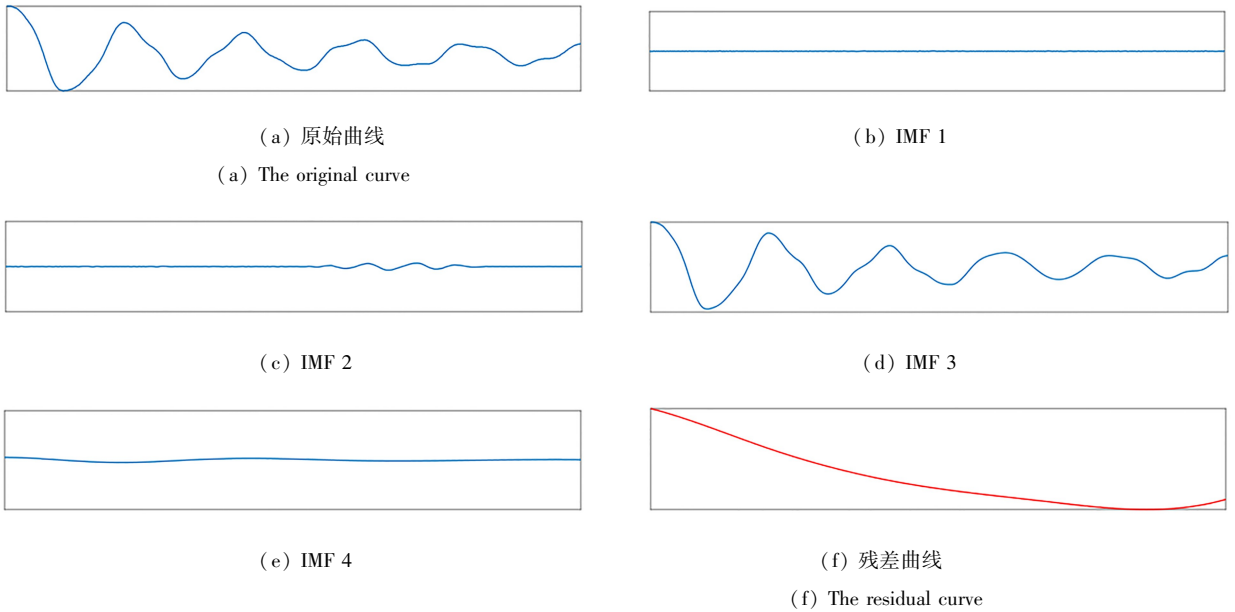 (a) 原始曲线
(a) The original curve
(b) IMF 1
(c) IMF 2
(d) IMF 3
(e) IMF 4
(f) 残差曲线
(f) The residual curve